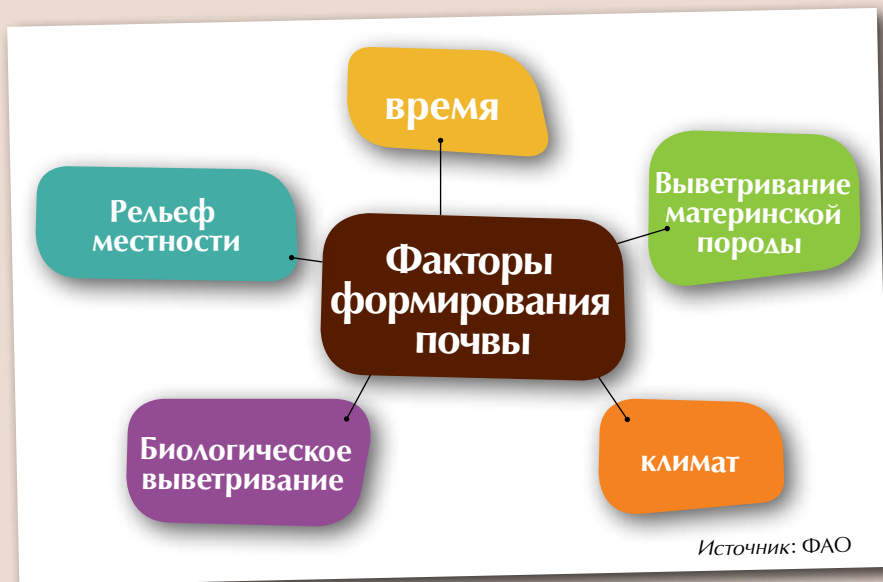 время
Выветривание
материнской
породы
Рельеф
местности
Факторы
формирования
почвы
Биологическое
выветривание
климат
Источник: ФАО